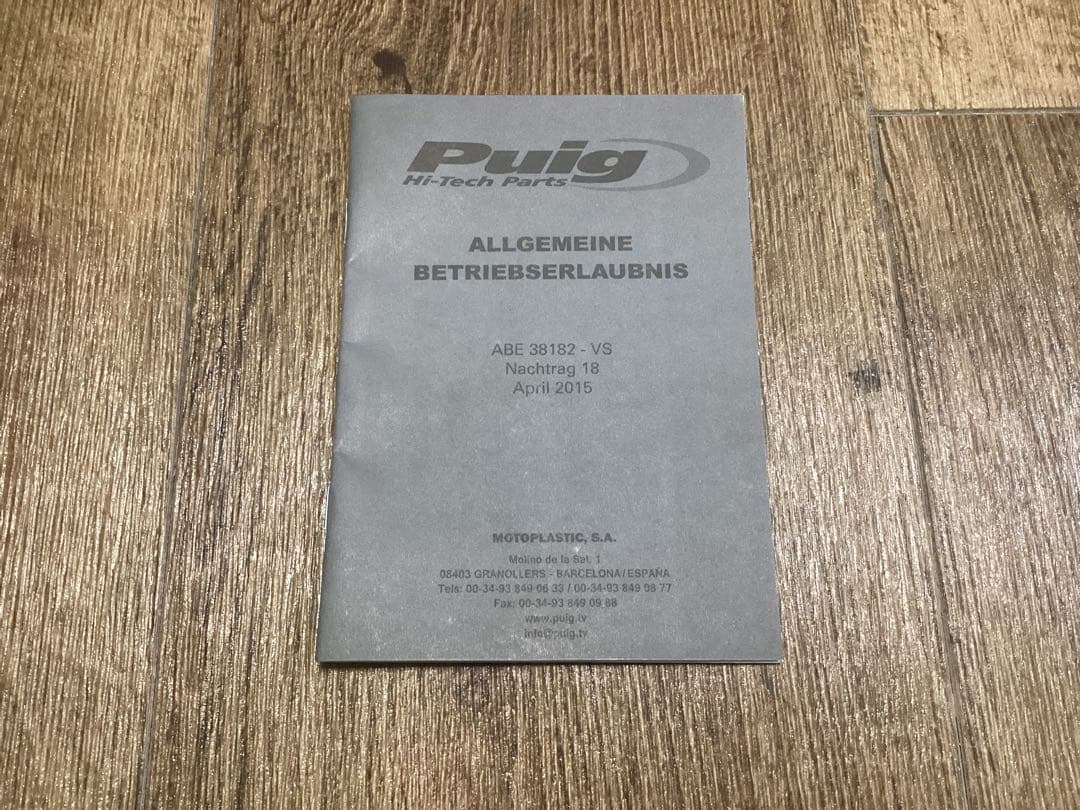 Puig
Hi-Tech Parts
ALLGEMEINE
BETRIEBSERLAUBNIS
ABE 38182 - VS
Nachtrag 18
April 2015
MOTOPLASTIC, S.A.
Molino de la Sal, 1
08403 GRANOLLERS - BARCELONA / ESPAÑA
Tels: 00-34-93 849 06 33 / 00-34-93 849 08 77
Fax: 00-34-93 849 09 88
www.puig.tv
info@puig.tv